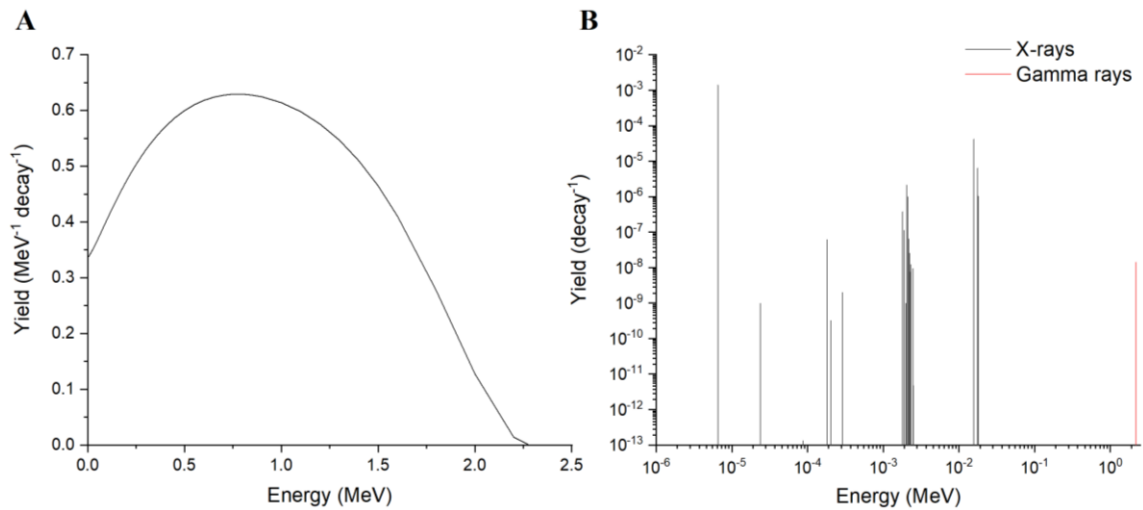 A
B
0.7
0.6
0.5
0.4
0.3
0.2
0.1
0.0
Yield (MeV⁻¹ decay⁻¹)
0.0 0.5 1.0 1.5 2.0 2.5
Energy (MeV)
X-rays
Gamma rays
10⁻²
10⁻³
10⁻⁴
10⁻⁵
10⁻⁶
10⁻⁷
10⁻⁸
10⁻⁹
10⁻¹⁰
10⁻¹¹
10⁻¹²
10⁻¹³
Yield (decay⁻¹)
10⁻⁶ 10⁻⁵ 10⁻⁴ 10⁻³ 10⁻² 10⁻¹ 10⁰
Energy (MeV)